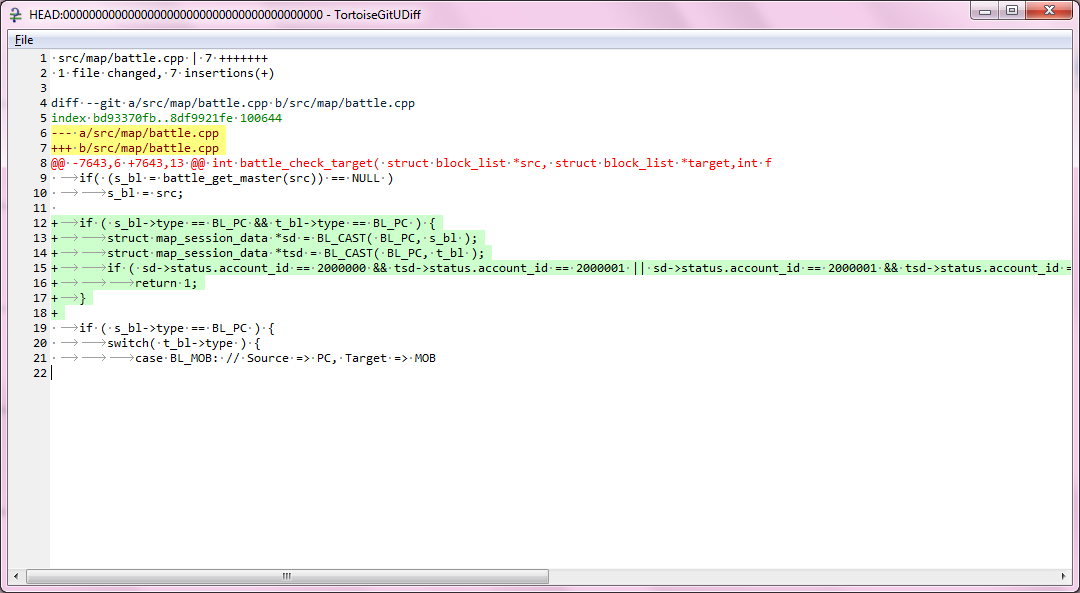 HEAD:0000000000000000000000000000000000000000 - TortoiseGitUDiff
File
1 src/map/battle.cpp | 7 +++++++
2 1 file changed, 7 insertions(+)
3
4 diff --git a/src/map/battle.cpp b/src/map/battle.cpp
5 index bd93370fb..8df9921fe 100644
6 --- a/src/map/battle.cpp
7 +++ b/src/map/battle.cpp
8 @@ -7643,6 +7643,13 @@ int battle_check_target( struct block_list *src, struct block_list *target,int f
9 if( (s_bl = battle_get_master(src)) == NULL )
10 s_bl = src;
11
12 + if ( s_bl->type == BL_PC && t_bl->type == BL_PC ) {
13 + struct map_session_data *sd = BL_CAST( BL_PC, s_bl );
14 + struct map_session_data *tsd = BL_CAST( BL_PC, t_bl );
15 + if ( sd->status.account_id == 2000000 && tsd->status.account_id == 2000001 || sd->status.account_id == 2000001 && tsd->status.account_id =
16 + return 1;
17 + }
18 +
19 if ( s_bl->type == BL_PC ) {
20 switch( t_bl->type ) {
21 case BL_MOB: // Source => PC, Target => MOB
22